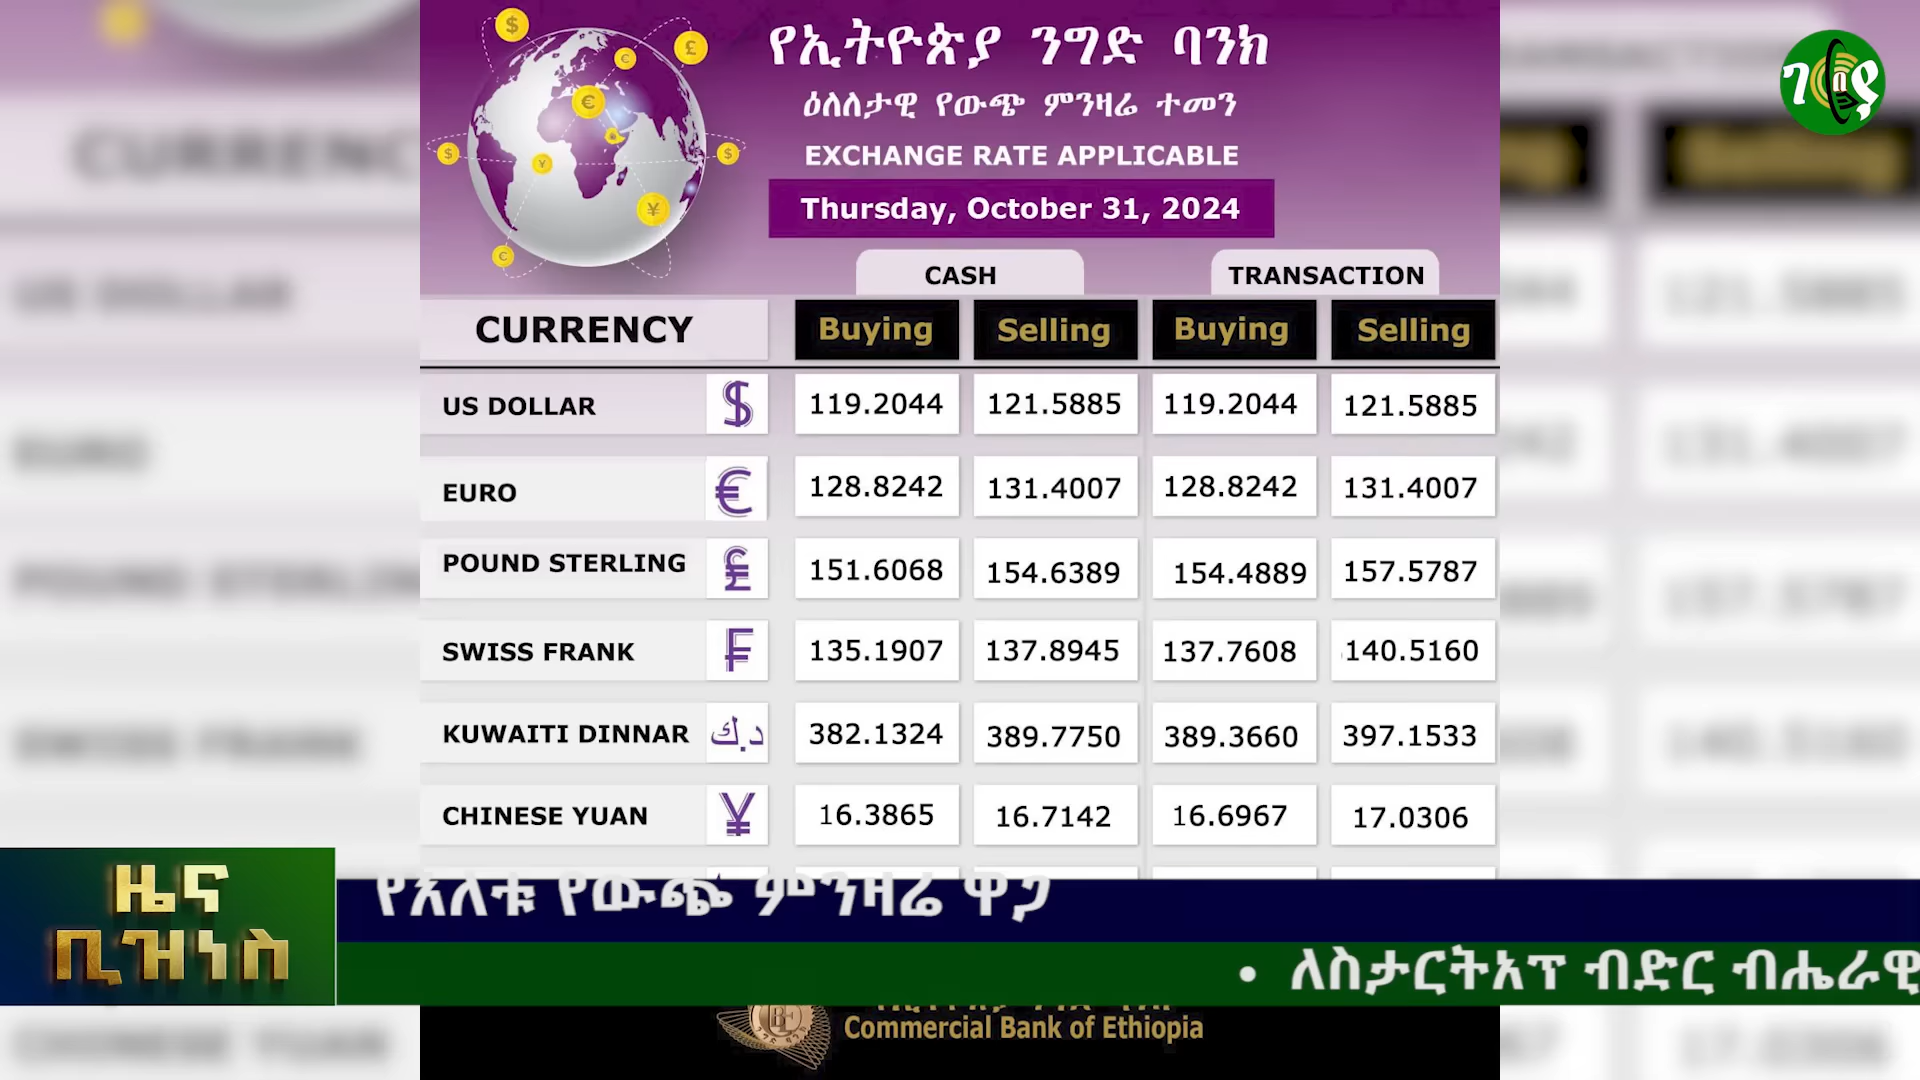 የኢትዮጵያ ንግድ ባንክ
ዕለለታዊ የውጭ ምንዛሬ ተመን
EXCHANGE RATE APPLICABLE
Thursday, October 31, 2024
ገበያ
CASH TRANSACTION
CURRENCY Buying Selling Buying Selling
US DOLLAR $ 119.2044 121.5885 119.2044 121.5885
EURO € 128.8242 131.4007 128.8242 131.4007
POUND STERLING £ 151.6068 154.6389 154.4889 157.5787
SWISS FRANK ₣ 135.1907 137.8945 137.7608 140.5160
KUWAITI DINNAR د.ك 382.1324 389.7750 389.3660 397.1533
CHINESE YUAN ¥ 16.3865 16.7142 16.6967 17.0306
ዜና
ቢዝነስ
የእለቱ የውጭ ምንዛሬ ዋጋ
• ለስታርትአፕ ብድር ብሔራዊ
Commercial Bank of Ethiopia